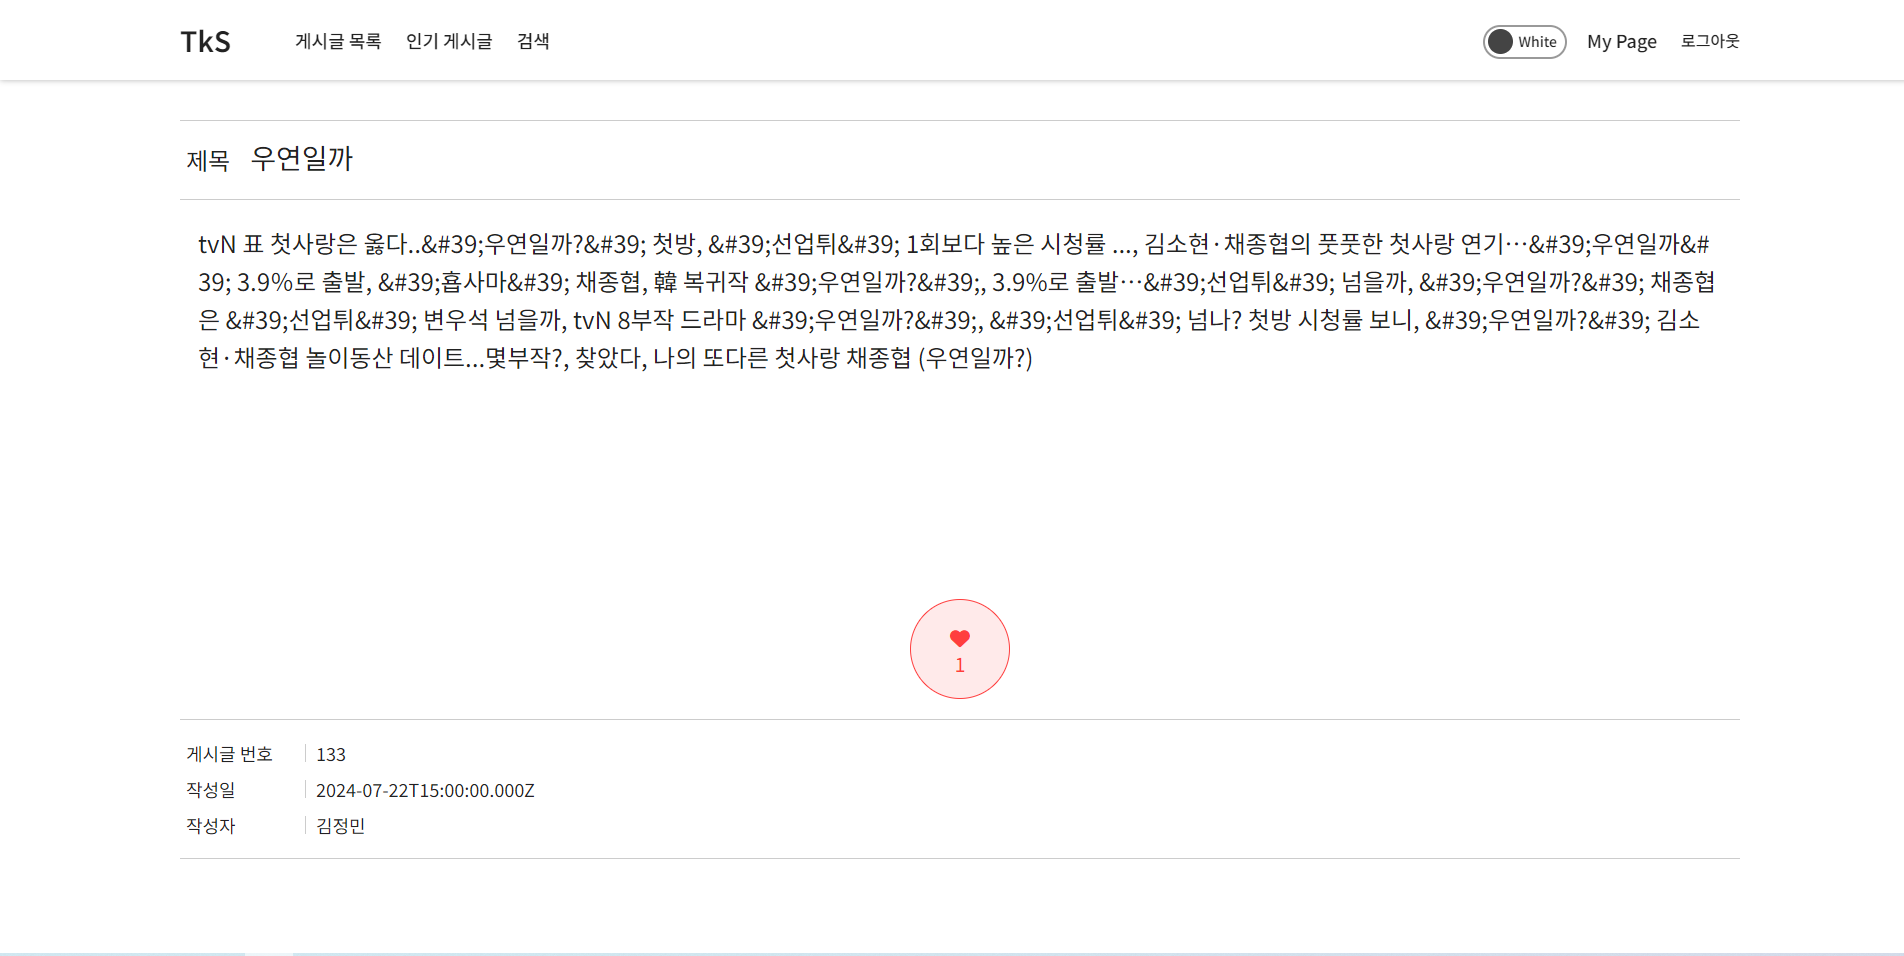 TkS 게시글 목록 인기 게시글 검색 White My Page 로그아웃
제목 우연일까
tvN 표 첫사랑은 옳다..&#39;우연일까?&#39; 첫방, &#39;선업튀&#39; 1회보다 높은 시청률 ..., 김소현·채종협의 풋풋한 첫사랑 연기…&#39;우연일까&#
39; 3.9%로 출발, &#39;횹사마&#39; 채종협, 韓 복귀작 &#39;우연일까?&#39;, 3.9%로 출발…&#39;선업튀&#39; 넘을까, &#39;우연일까?&#39; 채종협
은 &#39;선업튀&#39; 변우석 넘을까, tvN 8부작 드라마 &#39;우연일까?&#39;, &#39;선업튀&#39; 넘나? 첫방 시청률 보니, &#39;우연일까?&#39; 김소
현·채종협 놀이동산 데이트...몇부작?, 찾았다, 나의 또다른 첫사랑 채종협 (우연일까?)
1
게시글 번호 133
작성일 2024-07-22T15:00:00.000Z
작성자 김정민